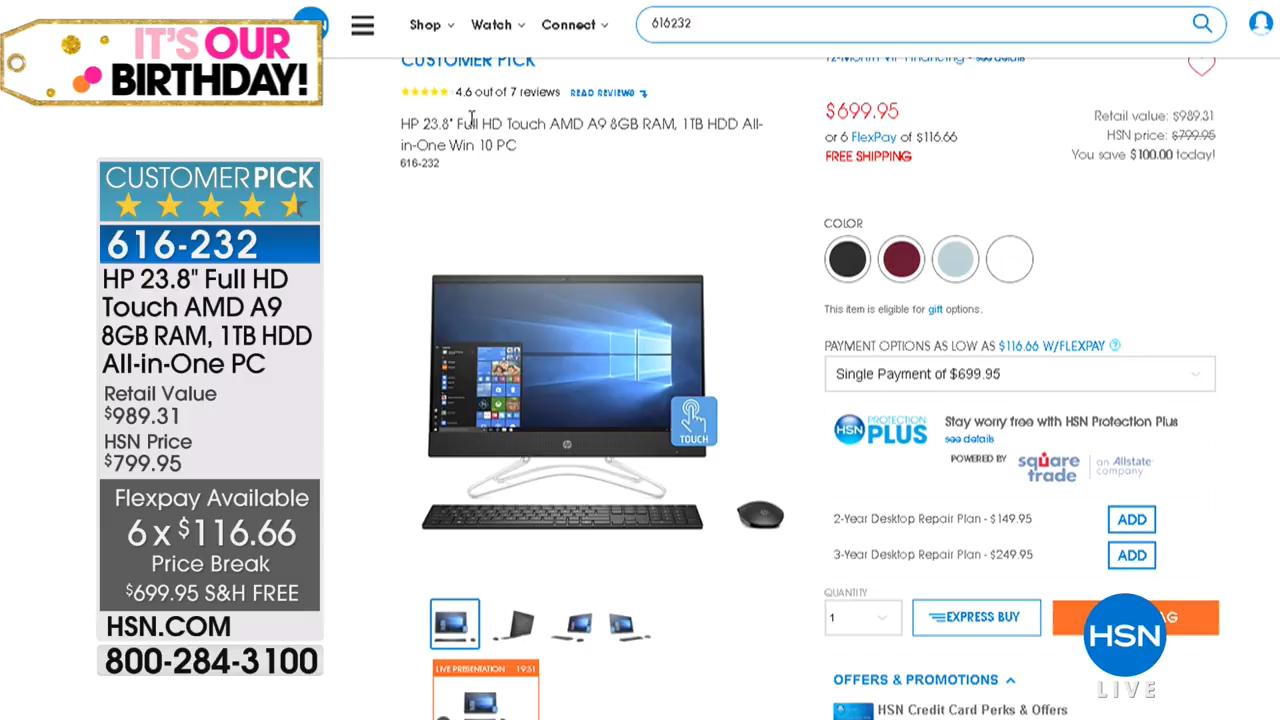 IT'S OUR
BIRTHDAY!
Shop
Watch
Connect
616232
CUSTOMER PICK
4.6 out of 7 reviews READ REVIEWS
HP 23.8" Full HD Touch AMD A9 8GB RAM, 1TB HDD All-
in-One Win 10 PC
616-232
12-Month VIP Financing - see details
$699.95
or 6 FlexPay of $116.66
FREE SHIPPING
Retail value: $989.31
HSN price: $799.95
You save $100.00 today!
COLOR
This item is eligible for gift options.
PAYMENT OPTIONS AS LOW AS $116.66 W/FLEXPAY ?
Single Payment of $699.95
HSN PROTECTION
PLUS
Stay worry free with HSN Protection Plus
see details
POWERED BY
square
trade
an Allstate
company
2-Year Desktop Repair Plan - $149.95
ADD
3-Year Desktop Repair Plan - $249.95
ADD
QUANTITY
1
EXPRESS BUY
HSN
LIVE
OFFERS & PROMOTIONS
HSN Credit Card Perks & Offers
TOUCH
LIVE PRESENTATION 19:51
CUSTOMER PICK
616-232
HP 23.8" Full HD
Touch AMD A9
8GB RAM, 1TB HDD
All-in-One PC
Retail Value
$989.31
HSN Price
$799.95
Flexpay Available
6 x $116.66
Price Break
$699.95 S&H FREE
HSN.COM
800-284-3100